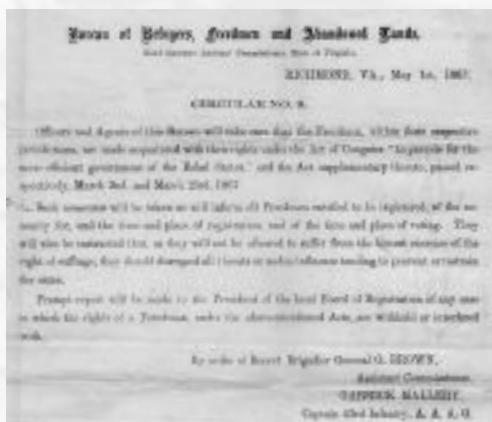 Bureau of Refugees, Freedmen and Abandoned Lands,
RICHMOND, VA., May 1st, 1867.
CIRCULAR NO.
Officers and Agents of this Bureau will take care that the Freedmen, within their respective
jurisdictions, are made acquainted with their rights under the Act of Congress "to provide for the
more efficient government of the Rebel States," and the Act supplementary thereto, passed re-
spectively, March 2nd, and March 23rd, 1867.
Such measures will be taken as will inform all Freedmen entitled to be registered, of the ne-
cessity for, and the time and place of registration, and of the time and place of voting. They
will also be instructed that, as they will not be allowed to suffer from the honest exercise of the
right of suffrage, they should disregard all threats or undue influence tending to prevent or restrain
the same.
Prompt report will be made to the President of the local Board of Registration of any case
in which the rights of a Freedman, under the aforementioned Acts, are withheld or interfered
with.
By order of Brevet Brigadier General O. BROWN,
Assistant Commissioner.
GARRICK MALLERY,
Captain 43rd Infantry, A. A. A. G.